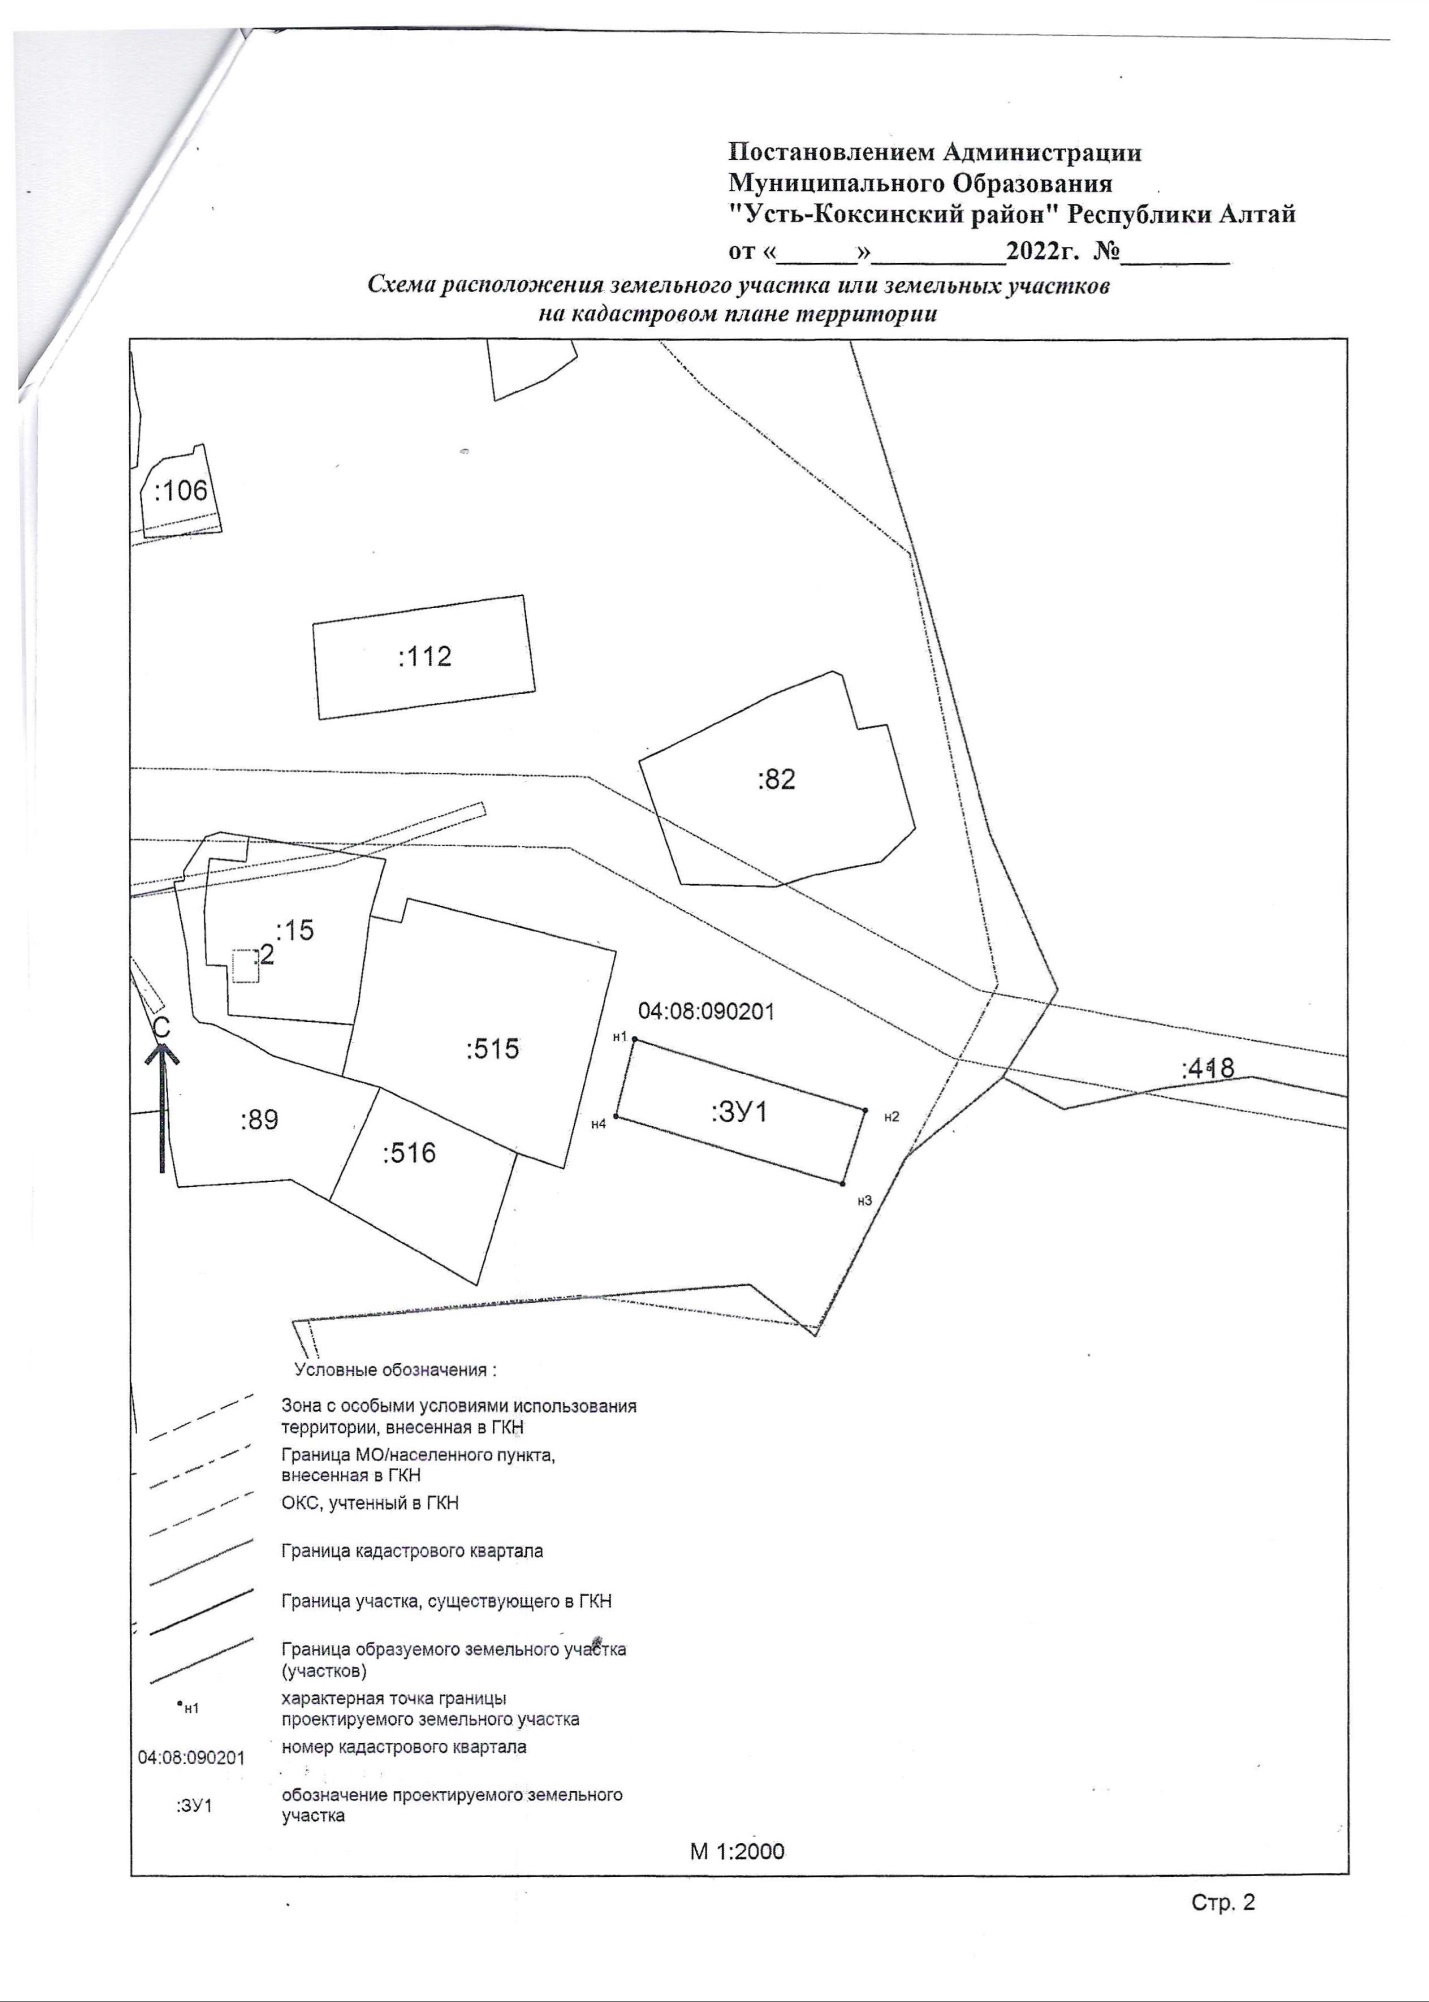 Постановлением Администрации
Муниципального Образования
"Усть-Коксинский район" Республики Алтай
от «______»__________2022г. №________
Схема расположения земельного участка или земельных участков
на кадастровом плане территории
:106
:112
:82
:15
:2
04:08:090201
С
н1
:515
:418
:ЗУ1
:89
н2
н4
:516
н3
Условные обозначения :
Зона с особыми условиями использования
территории, внесенная в ГКН
Граница МО/населенного пункта,
внесенная в ГКН
ОКС, учтенный в ГКН
Граница кадастрового квартала
Граница участка, существующего в ГКН
Граница образуемого земельного участка
(участков)
н1
характерная точка границы
проектируемого земельного участка
04:08:090201
номер кадастрового квартала
:ЗУ1
обозначение проектируемого земельного
участка
М 1:2000
Стр. 2